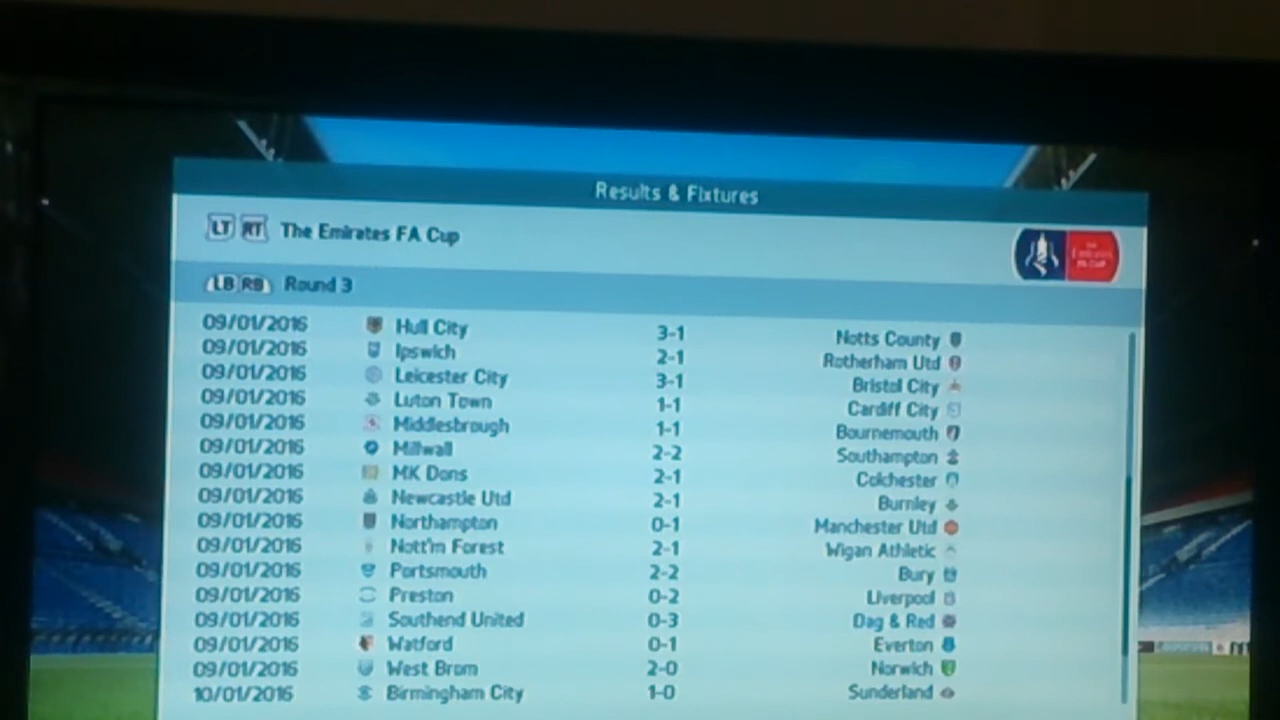 Results & Fixtures
LT RT The Emirates FA Cup
LB RB Round 3
09/01/2016 Hull City 3-1 Notts County
09/01/2016 Ipswich 2-1 Rotherham Utd
09/01/2016 Leicester City 3-1 Bristol City
09/01/2016 Luton Town 1-1 Cardiff City
09/01/2016 Middlesbrough 1-1 Bournemouth
09/01/2016 Millwall 2-2 Southampton
09/01/2016 MK Dons 2-1 Colchester
09/01/2016 Newcastle Utd 2-1 Burnley
09/01/2016 Northampton 0-1 Manchester Utd
09/01/2016 Nott'm Forest 2-1 Wigan Athletic
09/01/2016 Portsmouth 2-2 Bury
09/01/2016 Preston 0-2 Liverpool
09/01/2016 Southend United 0-3 Dag & Red
09/01/2016 Watford 0-1 Everton
09/01/2016 West Brom 2-0 Norwich
10/01/2016 Birmingham City 1-0 Sunderland